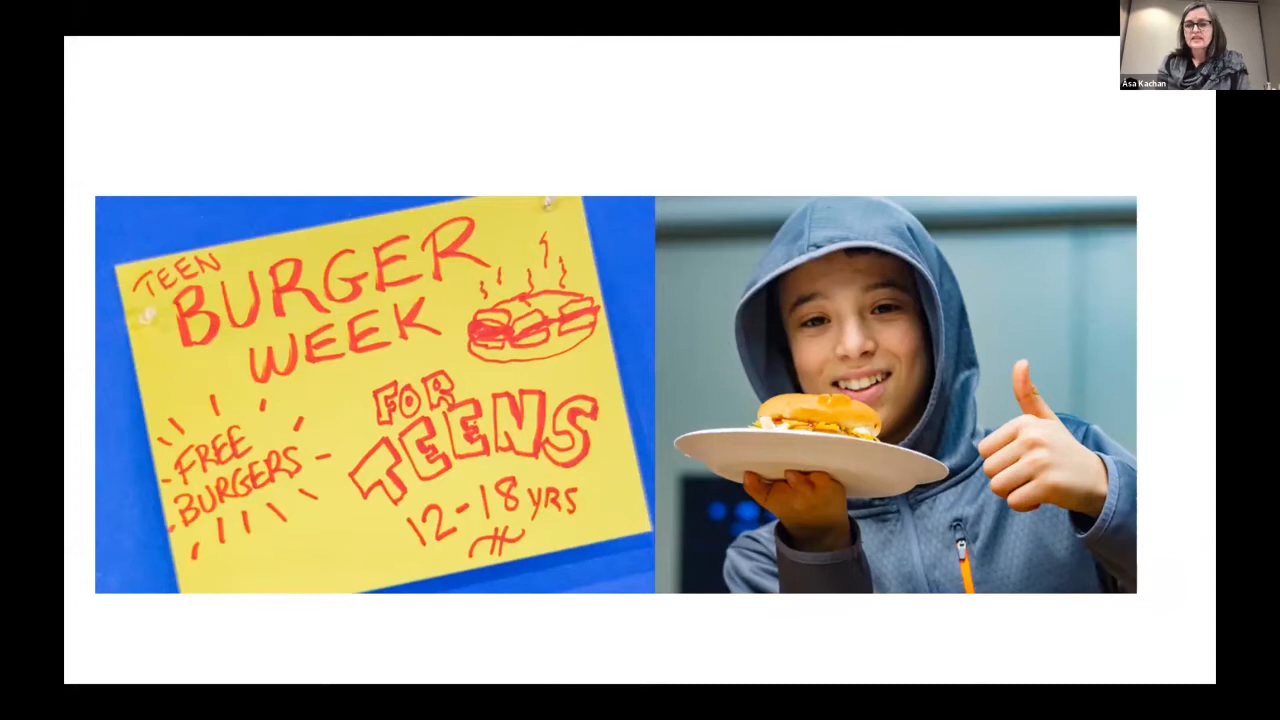 Åsa Kachan
TEEN
BURGER
WEEK
FREE
BURGERS
FOR
TEENS
12-18 YRS